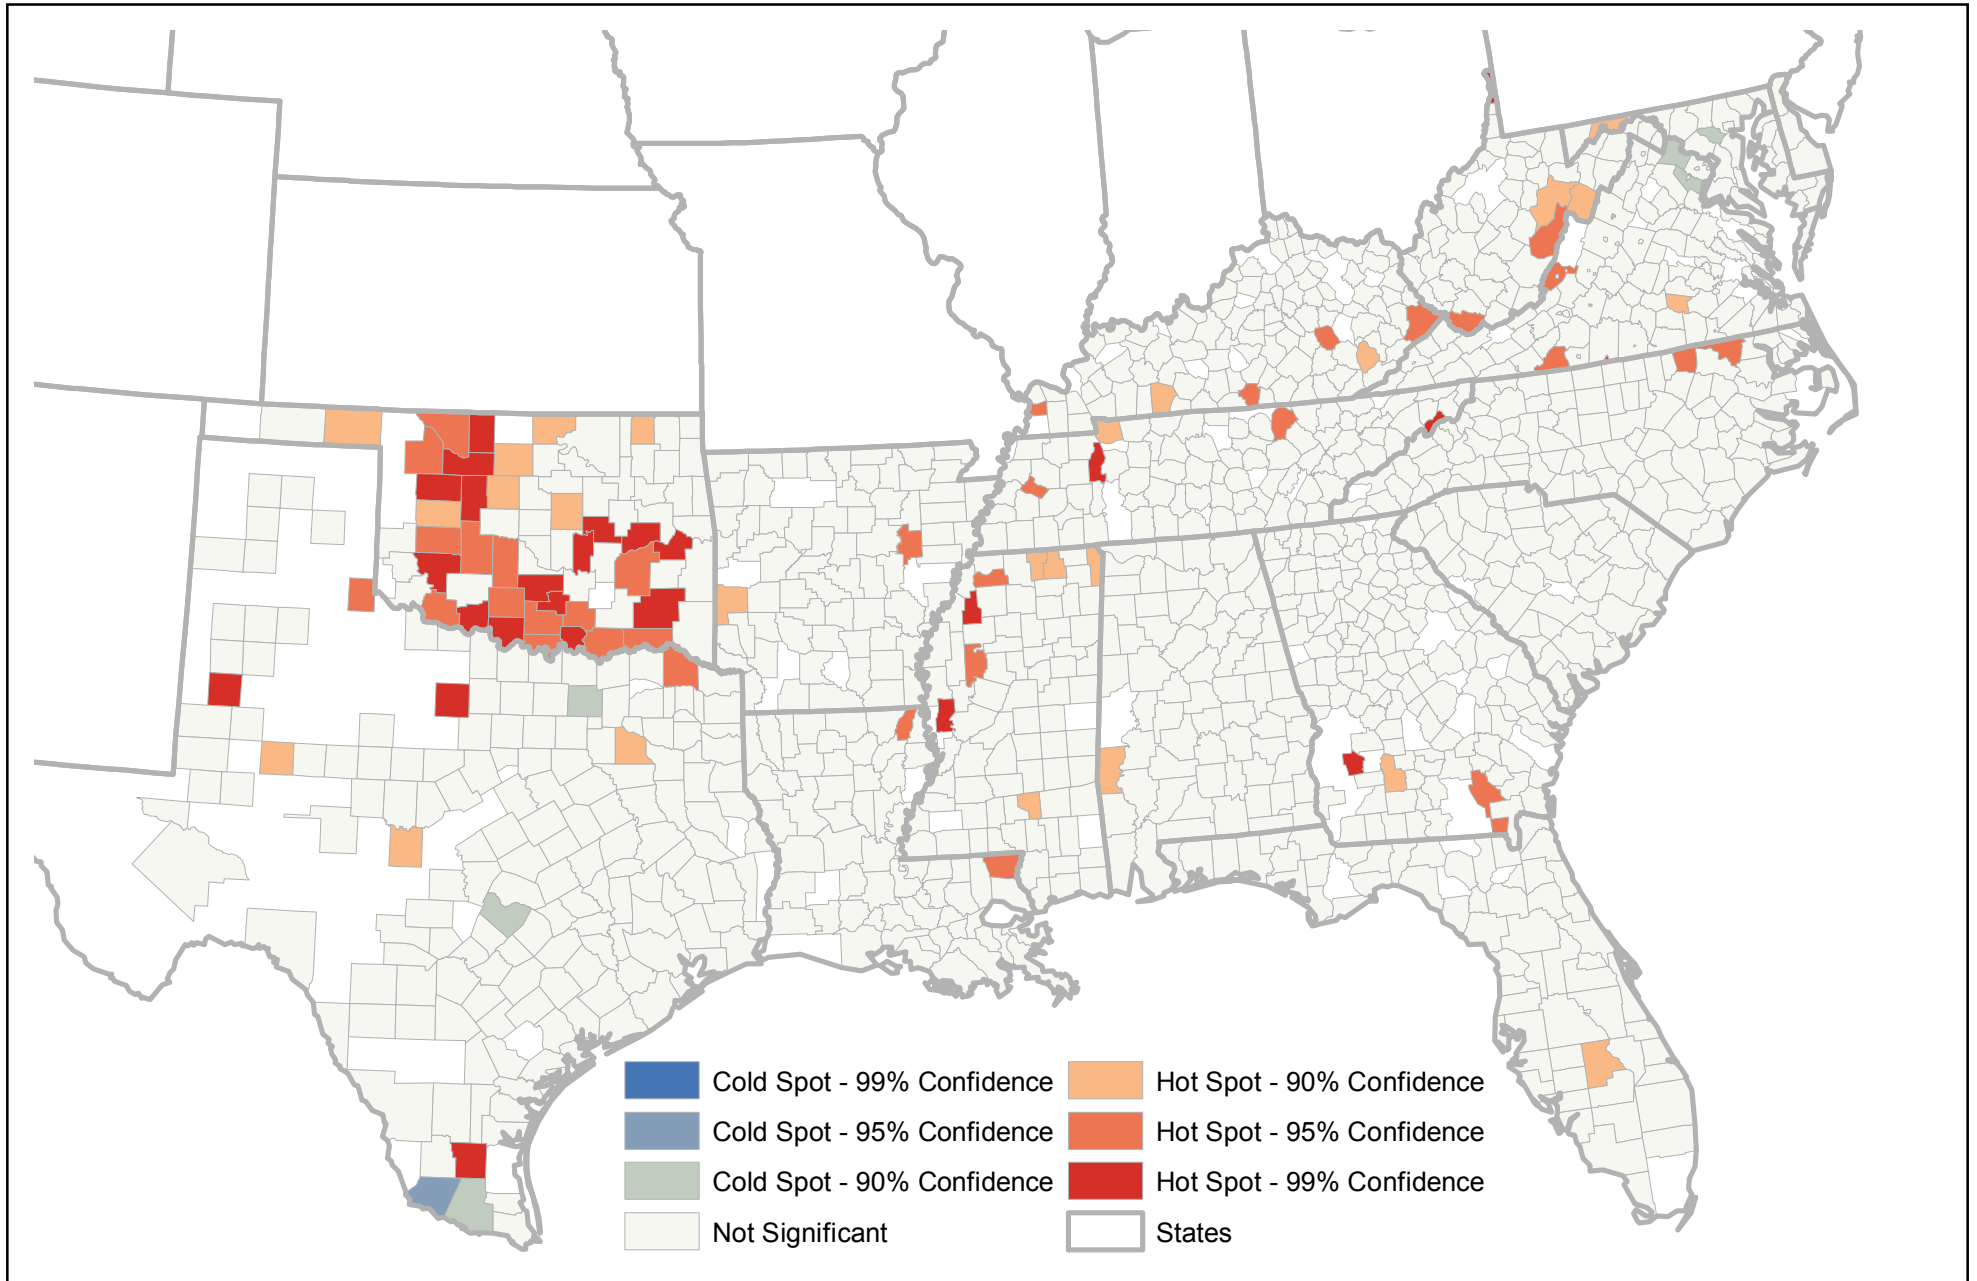 Cold Spot - 99% Confidence
Cold Spot - 95% Confidence
Cold Spot - 90% Confidence
Not Significant
Hot Spot - 90% Confidence
Hot Spot - 95% Confidence
Hot Spot - 99% Confidence
States